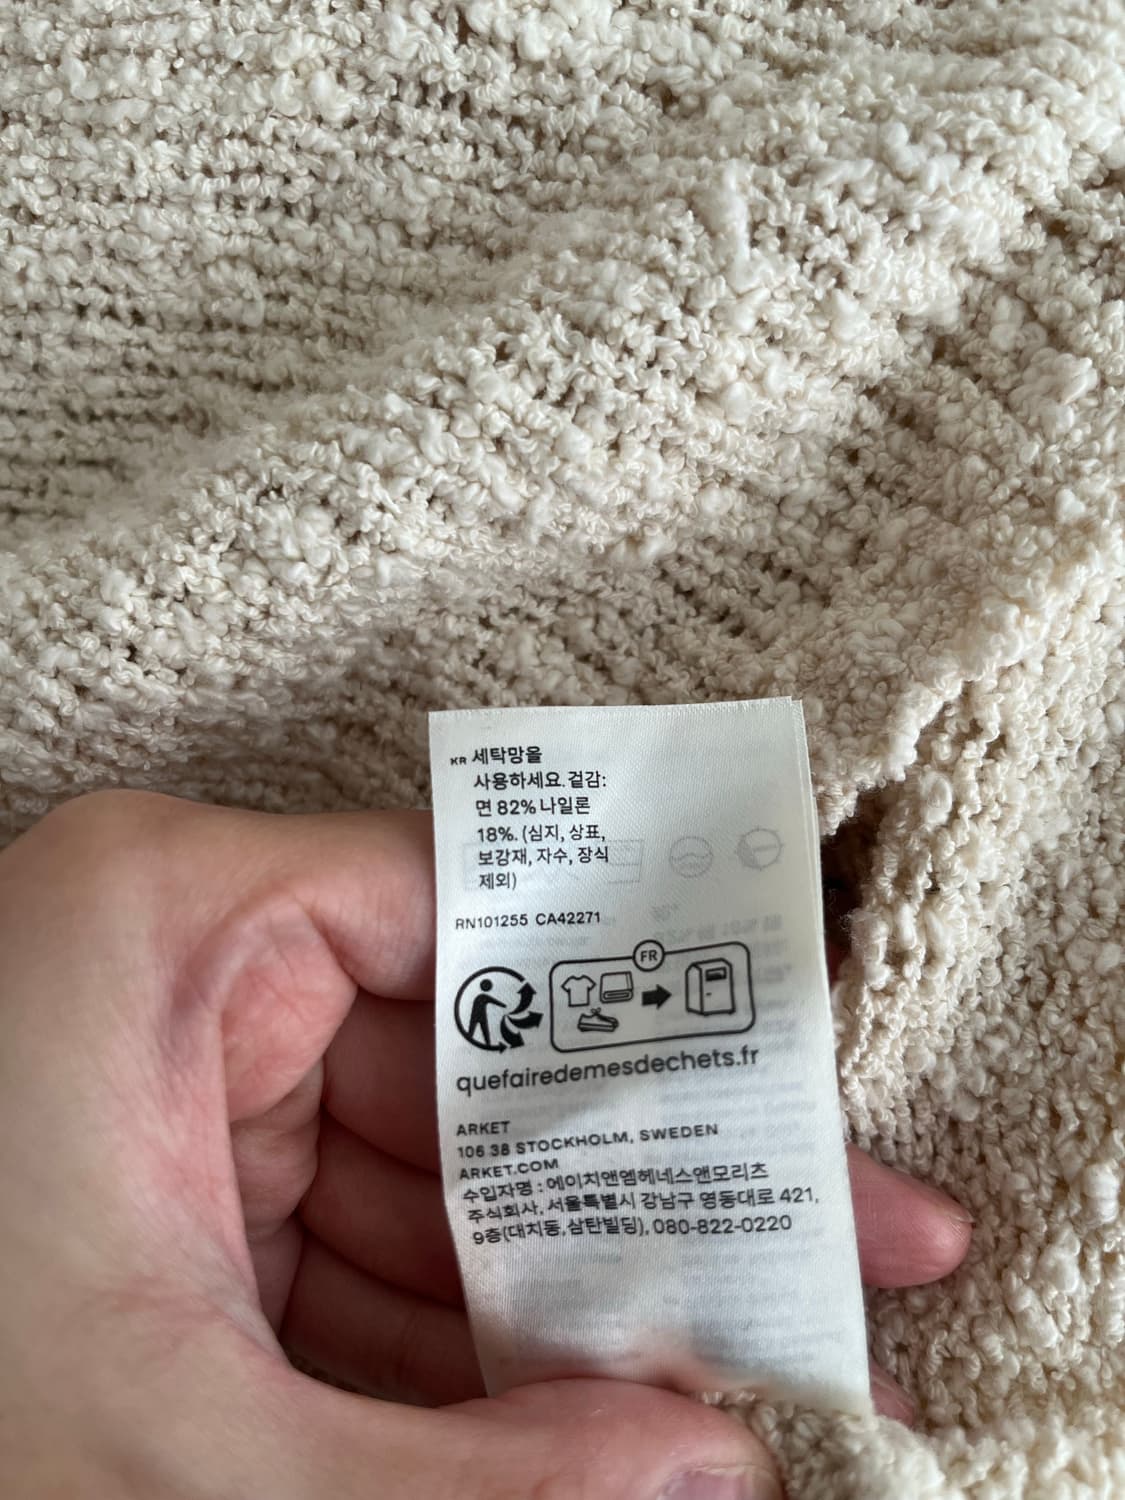 KR 세탁망을
사용하세요. 겉감:
면 82% 나일론
18%. (심지, 상표,
보강재, 자수, 장식
제외)
RN101255 CA42271
FR
quefairedemesdechets.fr
ARKET
106 38 STOCKHOLM, SWEDEN
ARKET.COM
수입자명 : 에이치앤엠헤네스앤모리츠
주식회사, 서울특별시 강남구 영동대로 421,
9층(대치동,삼탄빌딩), 080-822-0220